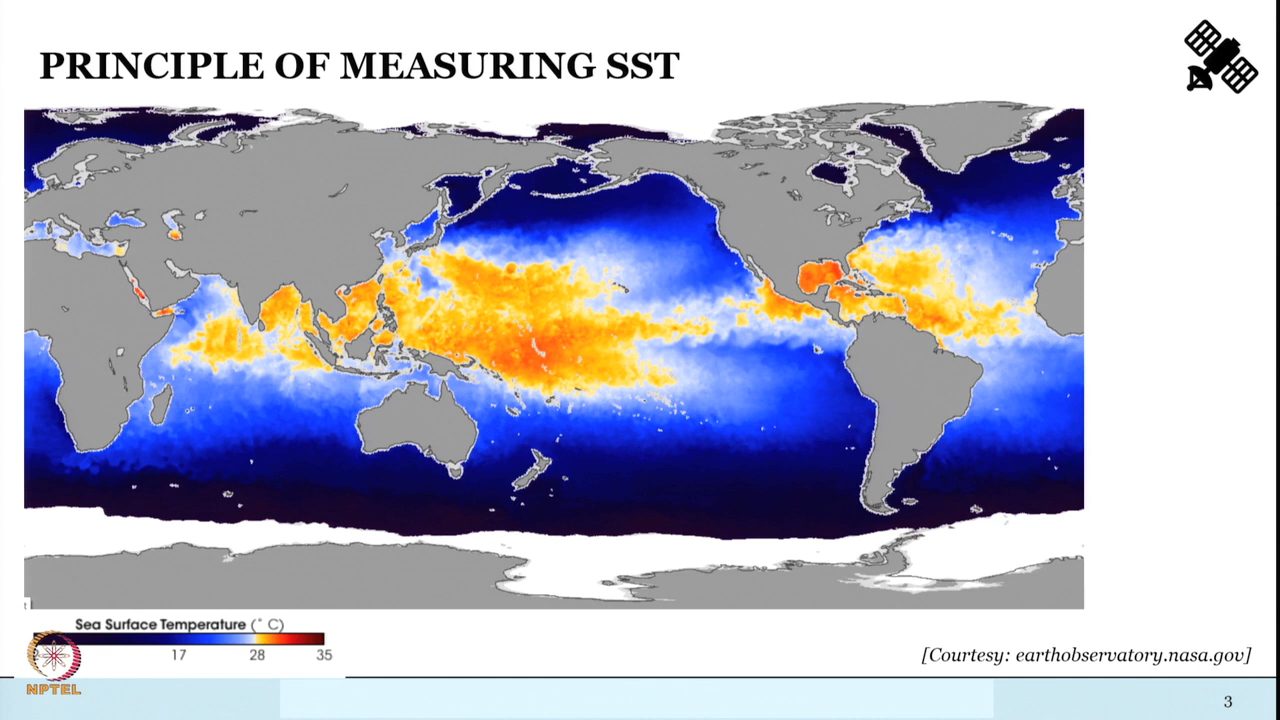 PRINCIPLE OF MEASURING SST
Sea Surface Temperature (° C)
17 28 35
[Courtesy: earthobservatory.nasa.gov]
NPTEL
3